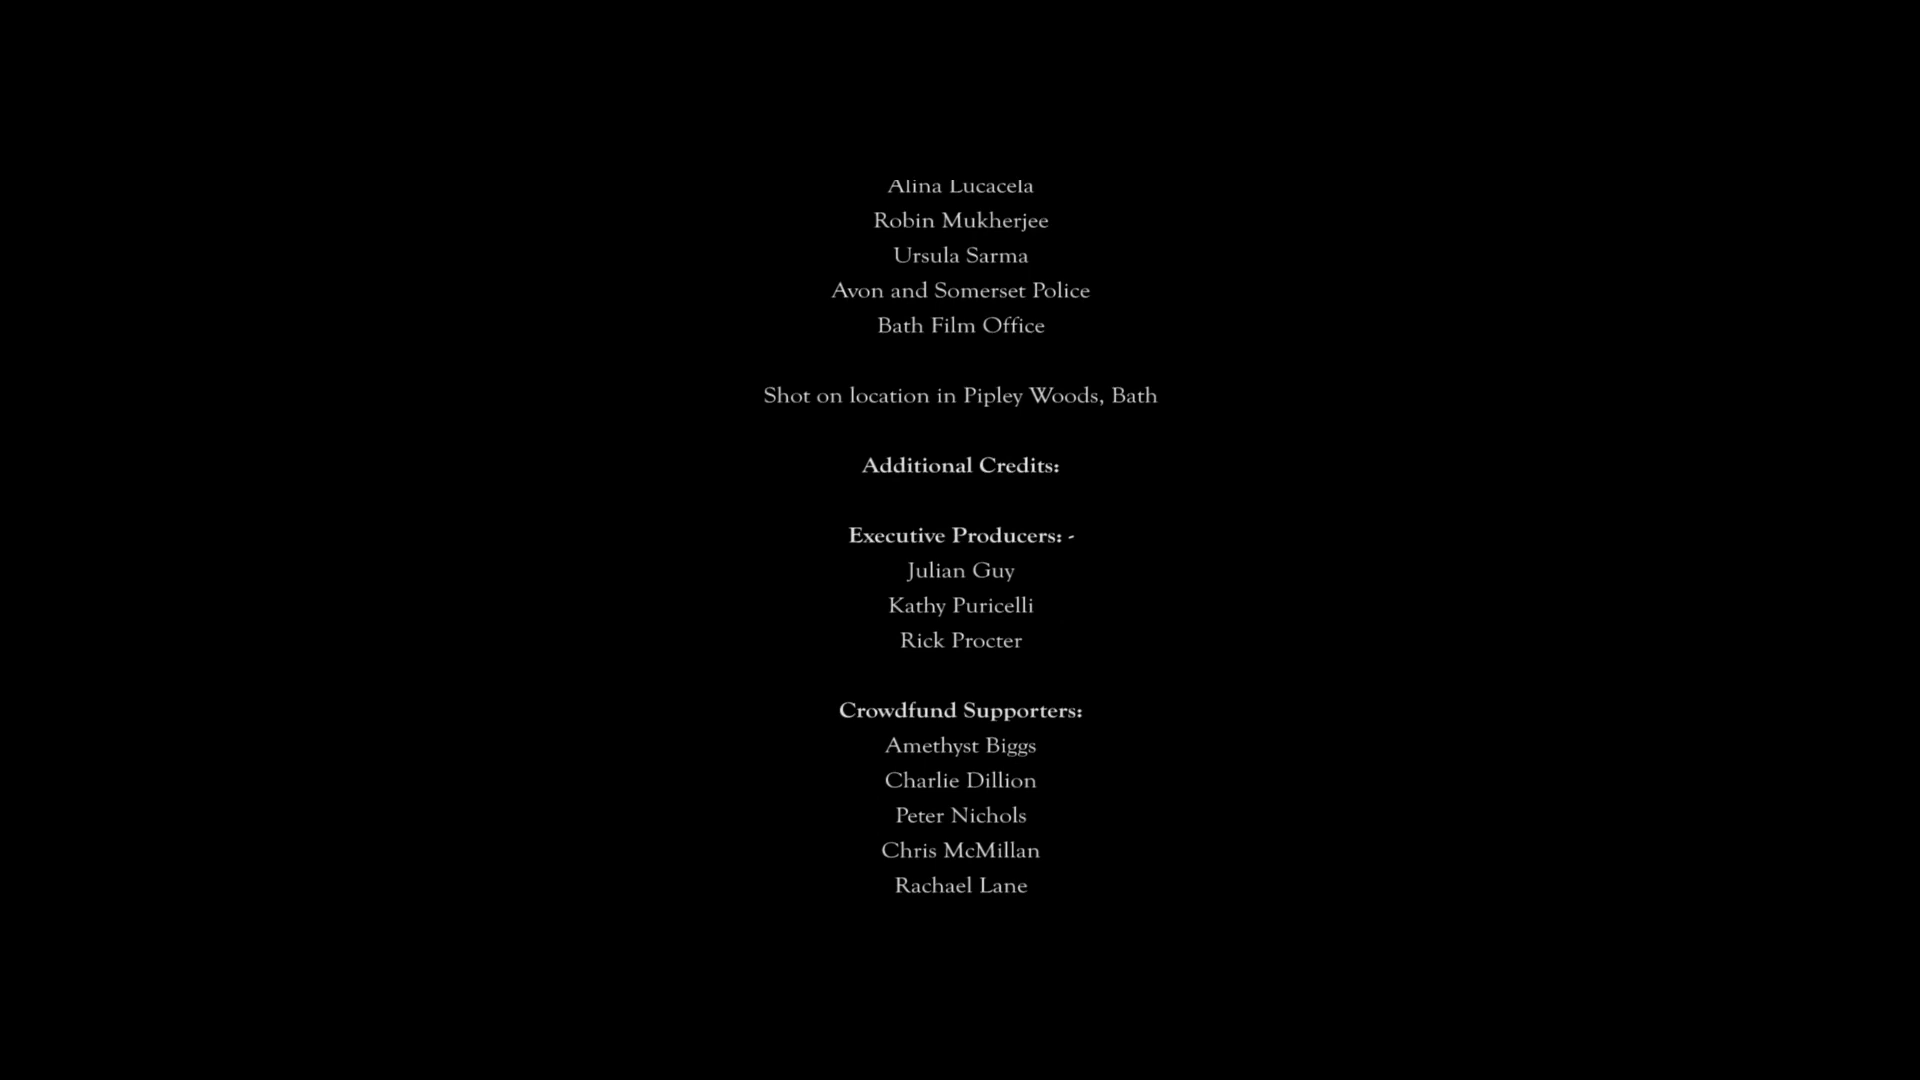 Alina Lucacela
Robin Mukherjee
Ursula Sarma
Avon and Somerset Police
Bath Film Office
Shot on location in Pipley Woods, Bath
Additional Credits:
Executive Producers: -
Julian Guy
Kathy Puricelli
Rick Procter
Crowdfund Supporters:
Amethyst Biggs
Charlie Dillion
Peter Nichols
Chris McMillan
Rachael Lane